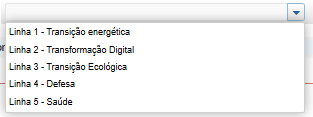 Linha 1 - Transição energética
Linha 2 - Transformação Digital
Linha 3 - Transição Ecológica
Linha 4 - Defesa
Linha 5 - Saúde